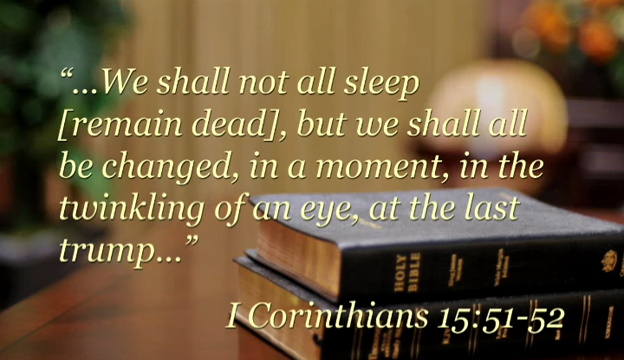 “...We shall not all sleep
[remain dead], but we shall all
be changed, in a moment, in the
twinkling of an eye, at the last
trump...”
HOLY
BIBLE
I Corinthians 15:51-52